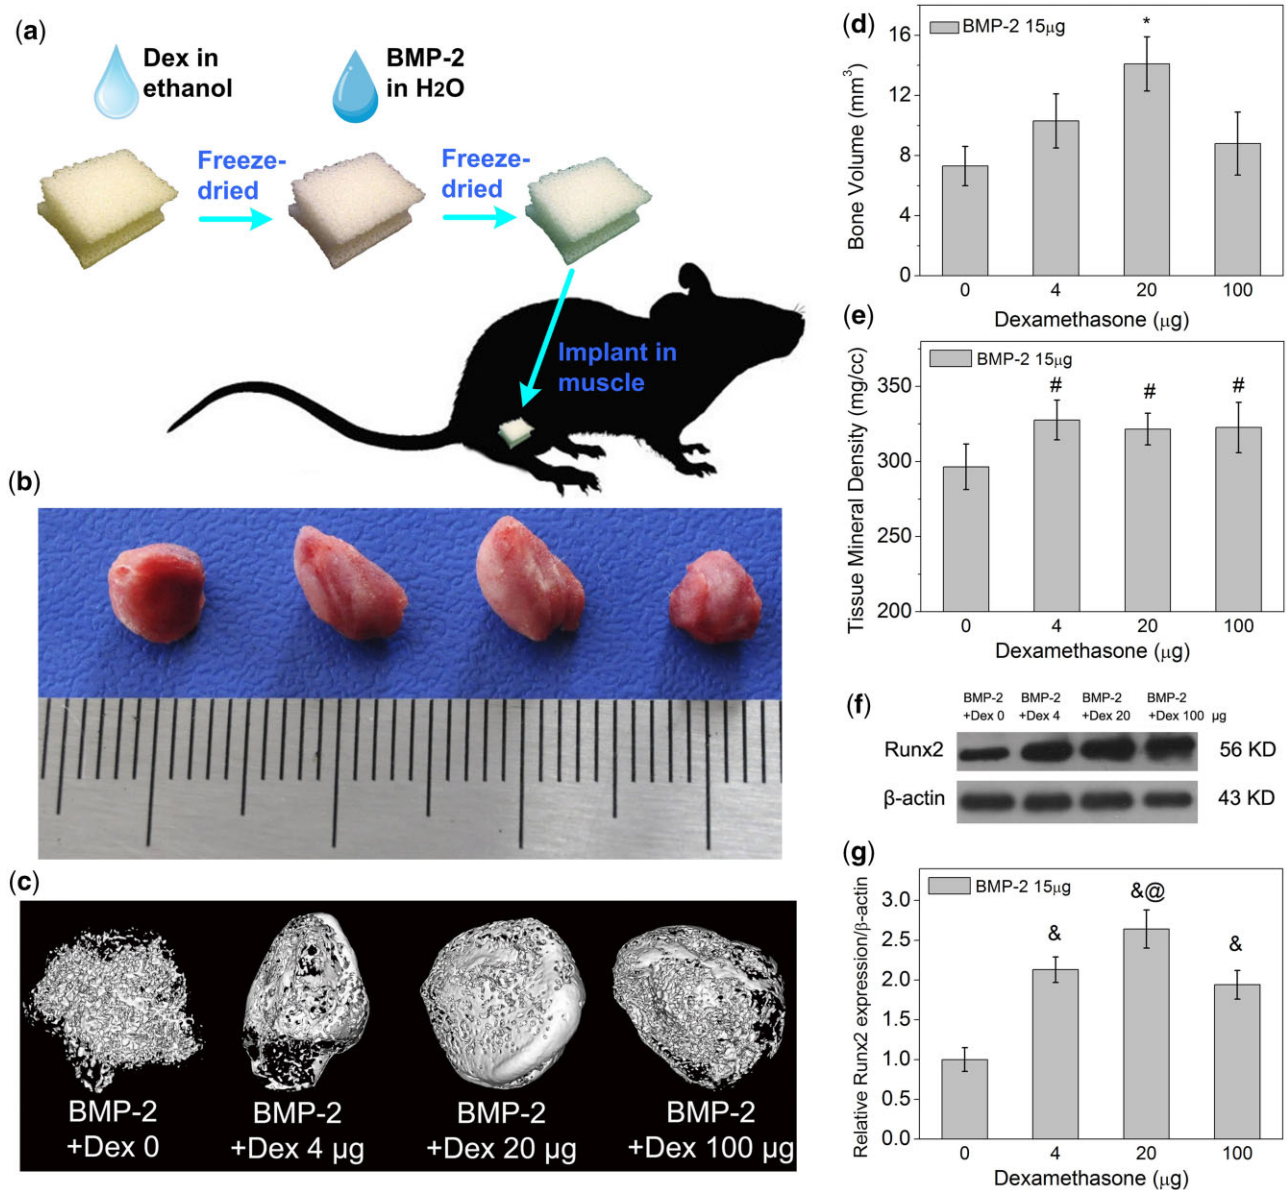 (a)
Dex in
ethanol
BMP-2
in H2O
Freeze-
dried
Freeze-
dried
Implant in
muscle
(b)
(c)
BMP-2
+Dex 0
BMP-2
+Dex 4 µg
BMP-2
+Dex 20 µg
BMP-2
+Dex 100 µg
(d)
BMP-2 15µg
*
Bone Volume (mm³)
16
12
8
4
0
0 4 20 100
Dexamethasone (µg)
(e)
BMP-2 15µg
# # #
Tissue Mineral Density (mg/cc)
350
300
250
200
0 4 20 100
Dexamethasone (µg)
(f)
BMP-2 BMP-2 BMP-2 BMP-2
+Dex 0 +Dex 4 +Dex 20 +Dex 100 µg
Runx2 56 KD
β-actin 43 KD
(g)
BMP-2 15µg
& &@ &
Relative Runx2 expression/β-actin
3.0
2.5
2.0
1.5
1.0
0.5
0.0
0 4 20 100
Dexamethasone (µg)